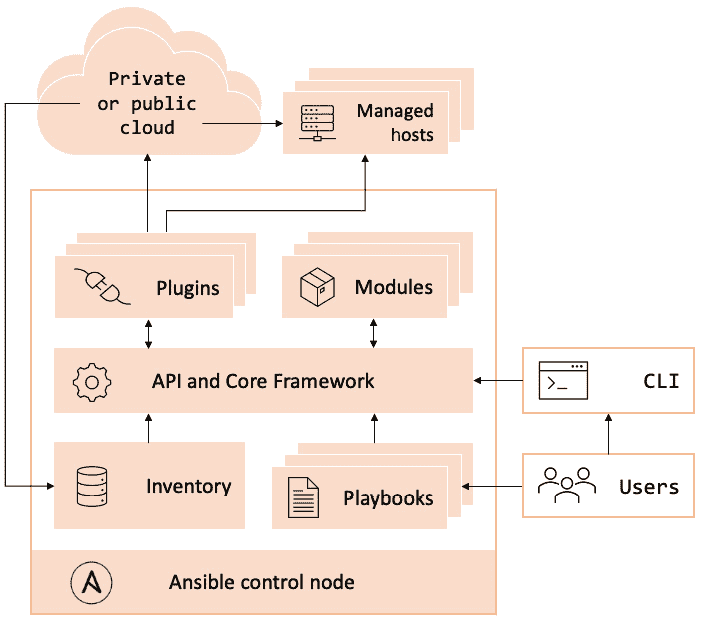 Private
or public
cloud
Managed
hosts
Plugins
Modules
API and Core Framework
>_
CLI
Inventory
Playbooks
Users
A
Ansible control node